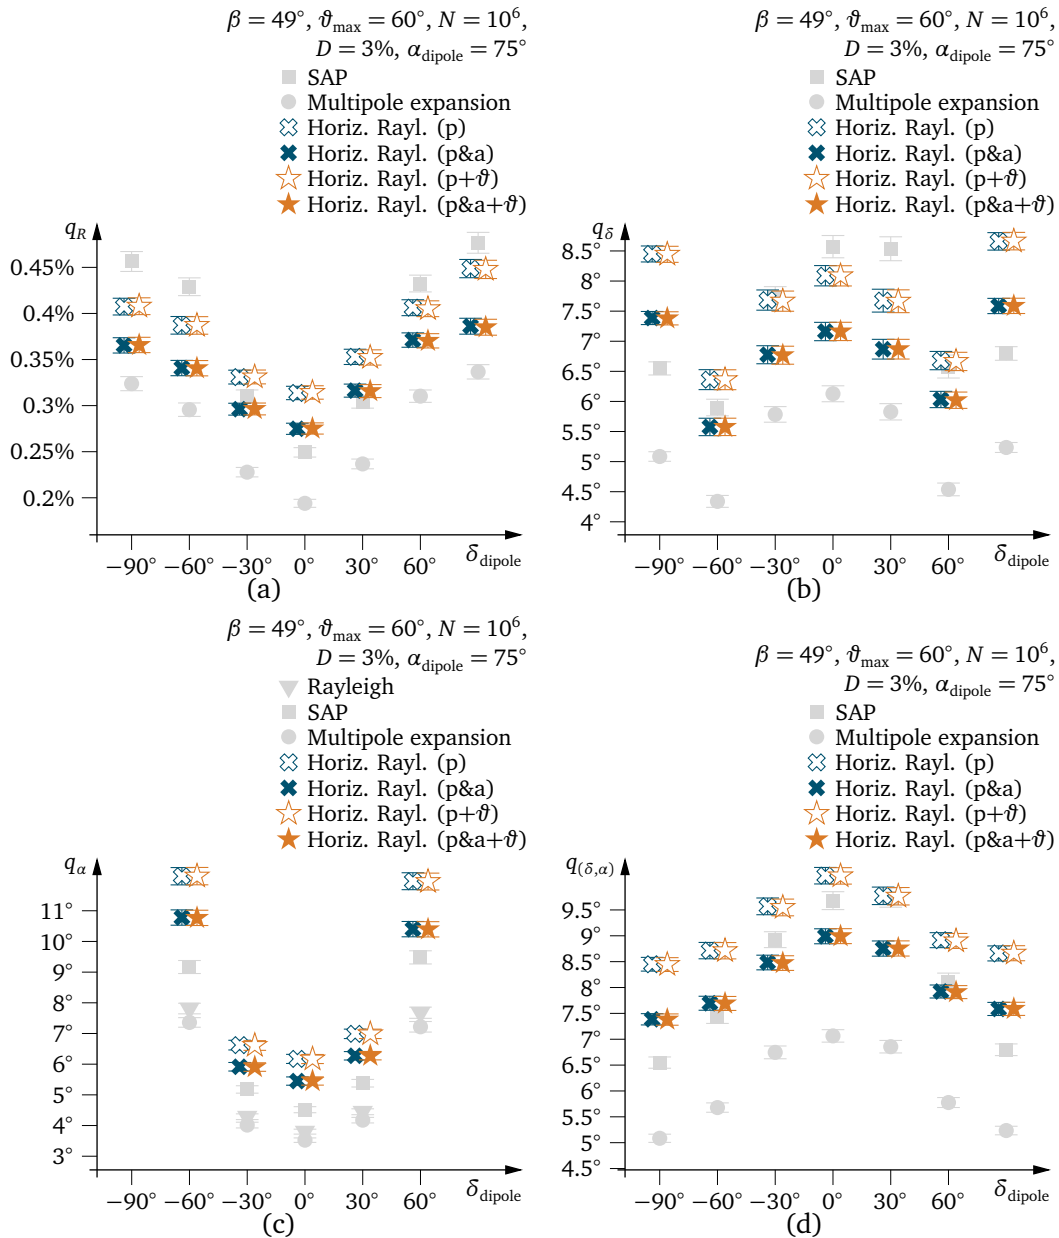 β = 49°, ϑmax = 60°, N = 10⁶,
D = 3%, αdipole = 75°
SAP
Multipole expansion
Horiz. Rayl. (p)
Horiz. Rayl. (p&a)
Horiz. Rayl. (p+ϑ)
Horiz. Rayl. (p&a+ϑ)
qR
0.45%
0.4%
0.35%
0.3%
0.25%
0.2%
−90° −60° −30° 0° 30° 60° δdipole
(a)
β = 49°, ϑmax = 60°, N = 10⁶,
D = 3%, αdipole = 75°
SAP
Multipole expansion
Horiz. Rayl. (p)
Horiz. Rayl. (p&a)
Horiz. Rayl. (p+ϑ)
Horiz. Rayl. (p&a+ϑ)
qδ
8.5°
8°
7.5°
7°
6.5°
6°
5.5°
5°
4.5°
4°
−90° −60° −30° 0° 30° 60° δdipole
(b)
β = 49°, ϑmax = 60°, N = 10⁶,
D = 3%, αdipole = 75°
Rayleigh
SAP
Multipole expansion
Horiz. Rayl. (p)
Horiz. Rayl. (p&a)
Horiz. Rayl. (p+ϑ)
Horiz. Rayl. (p&a+ϑ)
qα
11°
10°
9°
8°
7°
6°
5°
4°
3°
−90° −60° −30° 0° 30° 60° δdipole
(c)
β = 49°, ϑmax = 60°, N = 10⁶,
D = 3%, αdipole = 75°
SAP
Multipole expansion
Horiz. Rayl. (p)
Horiz. Rayl. (p&a)
Horiz. Rayl. (p+ϑ)
Horiz. Rayl. (p&a+ϑ)
q(δ,α)
9.5°
9°
8.5°
8°
7.5°
7°
6.5°
6°
5.5°
5°
4.5°
−90° −60° −30° 0° 30° 60° δdipole
(d)